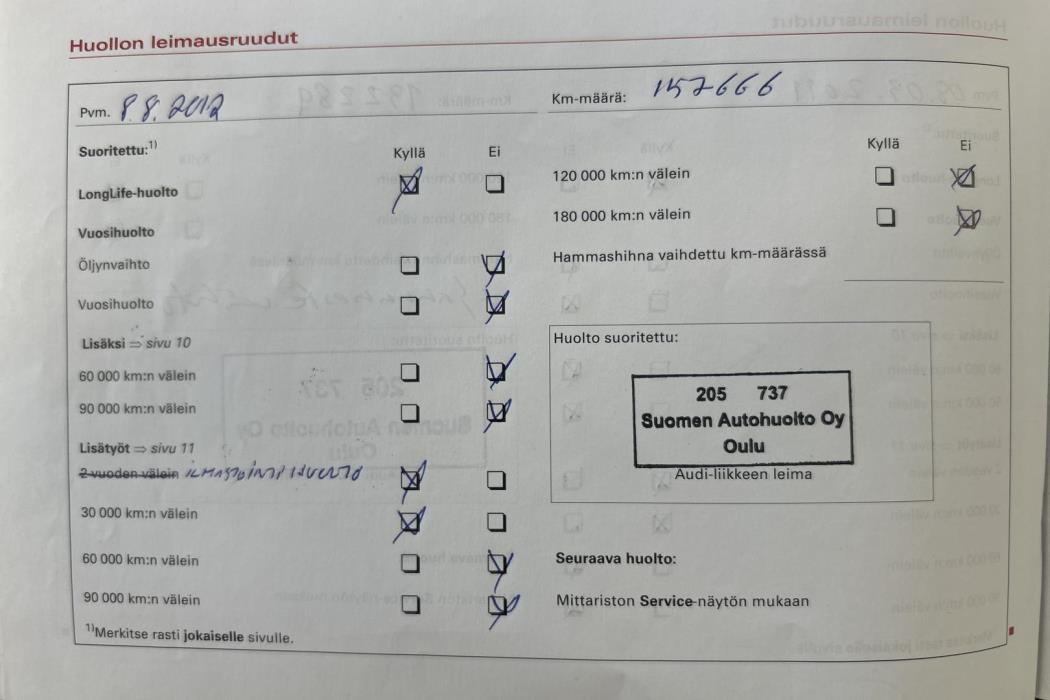 Huollon leimausruudut
Pvm. 8.8.2012
Km-määrä: 157666
Suoritettu:1)
Kyllä Ei
LongLife-huolto
Vuosihuolto
Öljynvaihto
Vuosihuolto
Lisäksi ⇒ sivu 10
60 000 km:n välein
90 000 km:n välein
Lisätyöt ⇒ sivu 11
2 vuoden välein ILMASTOINTIHUOLTO
30 000 km:n välein
60 000 km:n välein
90 000 km:n välein
1)Merkitse rasti jokaiselle sivulle.
Kyllä Ei
120 000 km:n välein
180 000 km:n välein
Hammashihna vaihdettu km-määrässä
Huolto suoritettu:
205 737
Suomen Autohuolto Oy
Oulu
Audi-liikkeen leima
Seuraava huolto:
Mittariston Service-näytön mukaan